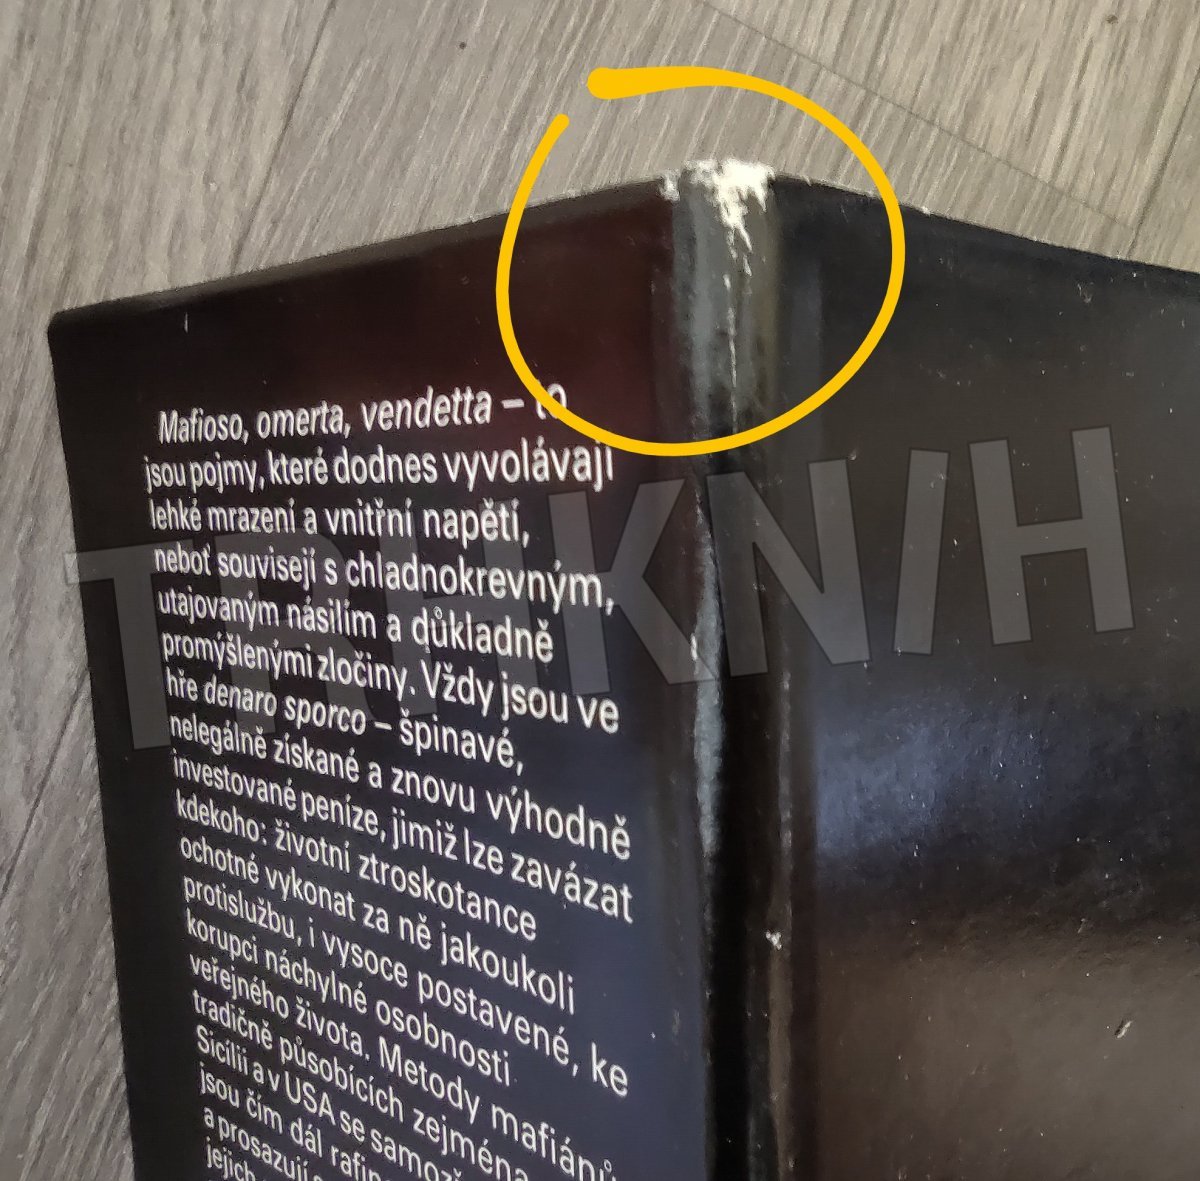 Mafioso, omerta, vendetta – to
jsou pojmy, které dodnes vyvolávají
lehké mrazení a vnitřní napětí,
neboť souvisejí s chladnokrevným,
utajovaným násilím a důkladně
promýšlenými zločiny. Vždy jsou ve
hře denaro sporco – špinavé,
nelegálně získané a znovu výhodně
investované peníze, jimiž lze zavázat
kdekoho: životní ztroskotance
ochotné vykonat za ně jakoukoli
protislužbu, i vysoce postavené, ke
korupci náchylné osobnosti
veřejného života. Metody mafiánů
tradičně působících zejména
Sicílii a v USA se
jsou čím dál
a prosazují
jejich
TRHKNIH